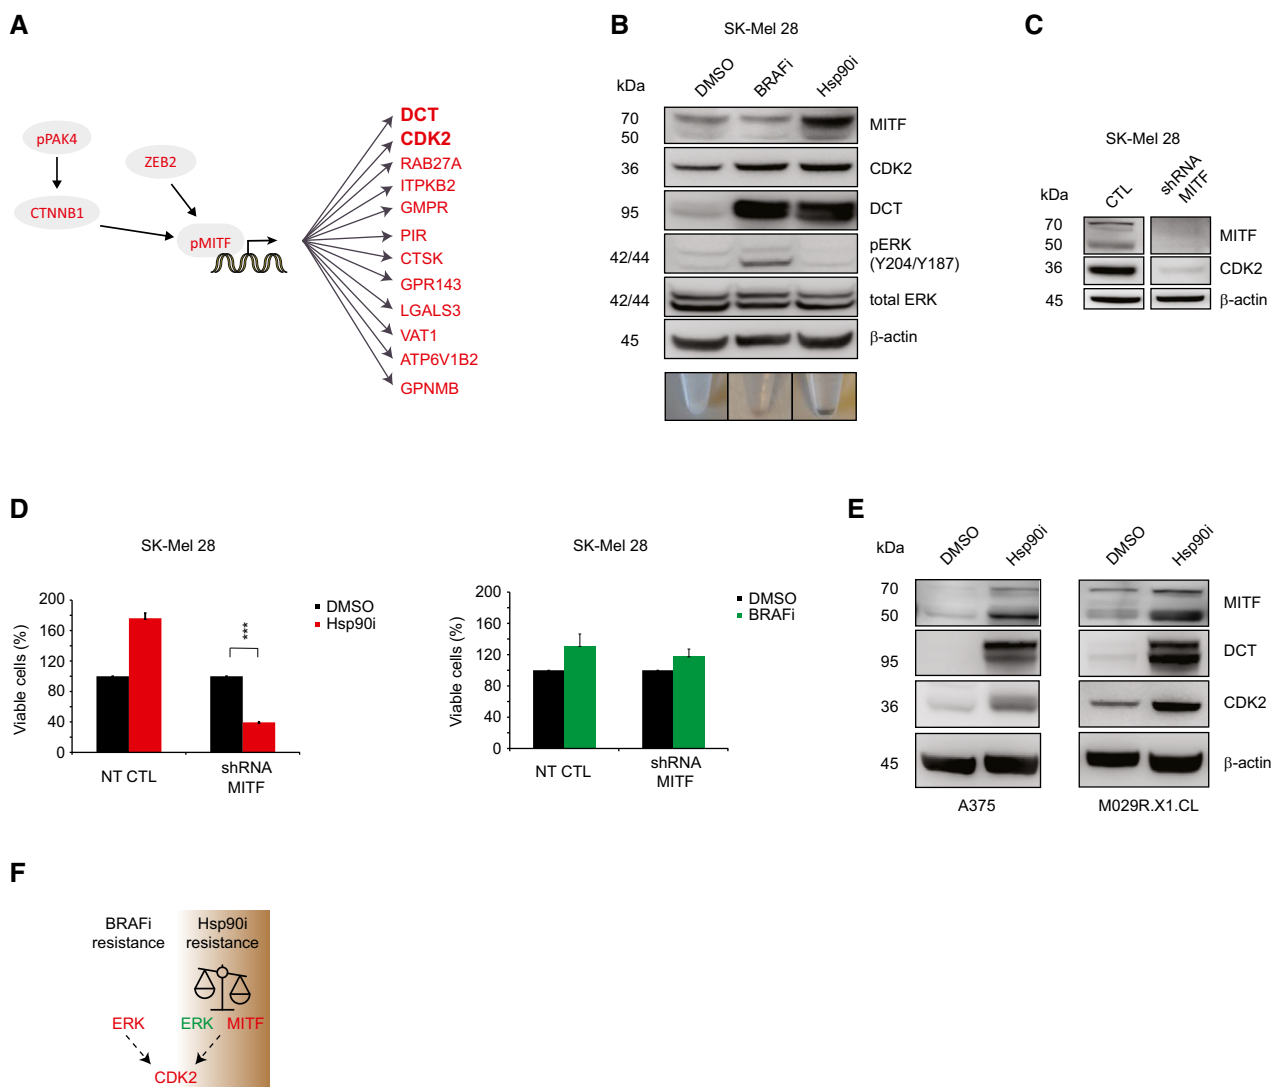 A
pPAK4
CTNNB1
ZEB2
pMITF
DCT
CDK2
RAB27A
ITPKB2
GMPR
PIR
CTSK
GPR143
LGALS3
VAT1
ATP6V1B2
GPNMB
B
SK-Mel 28
kDa
DMSO
BRAFi
Hsp90i
70
50
MITF
36
CDK2
95
DCT
42/44
pERK
(Y204/Y187)
42/44
total ERK
45
β-actin
C
SK-Mel 28
kDa
CTL
shRNA
MITF
70
50
MITF
36
CDK2
45
β-actin
D
SK-Mel 28
Viable cells (%)
200
160
120
80
40
0
DMSO
Hsp90i
***
NT CTL
shRNA
MITF
SK-Mel 28
Viable cells (%)
200
160
120
80
40
0
DMSO
BRAFi
NT CTL
shRNA
MITF
E
kDa
DMSO
Hsp90i
DMSO
Hsp90i
70
50
MITF
95
DCT
36
CDK2
45
β-actin
A375
M029R.X1.CL
F
BRAFi
resistance
Hsp90i
resistance
ERK
ERK
MITF
CDK2